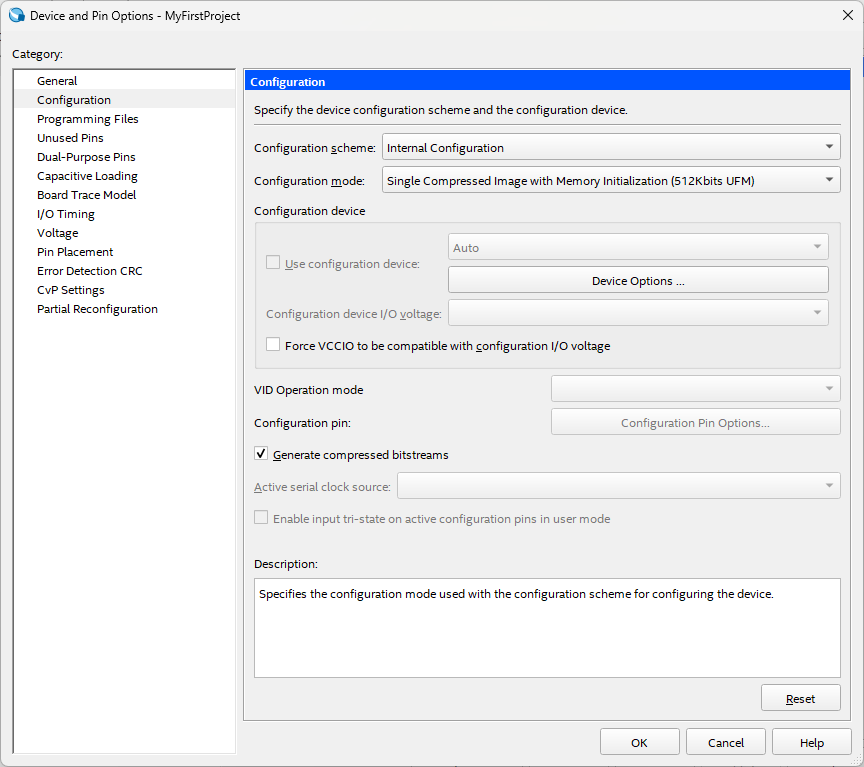 Device and Pin Options - MyFirstProject
Category:
General
Configuration
Programming Files
Unused Pins
Dual-Purpose Pins
Capacitive Loading
Board Trace Model
I/O Timing
Voltage
Pin Placement
Error Detection CRC
CvP Settings
Partial Reconfiguration
Configuration
Specify the device configuration scheme and the configuration device.
Configuration scheme: Internal Configuration
Configuration mode: Single Compressed Image with Memory Initialization (512Kbits UFM)
Configuration device
Auto
Use configuration device:
Device Options ...
Configuration device I/O voltage:
Force VCCIO to be compatible with configuration I/O voltage
VID Operation mode
Configuration pin: Configuration Pin Options...
Generate compressed bitstreams
Active serial clock source:
Enable input tri-state on active configuration pins in user mode
Description:
Specifies the configuration mode used with the configuration scheme for configuring the device.
Reset
OK Cancel Help